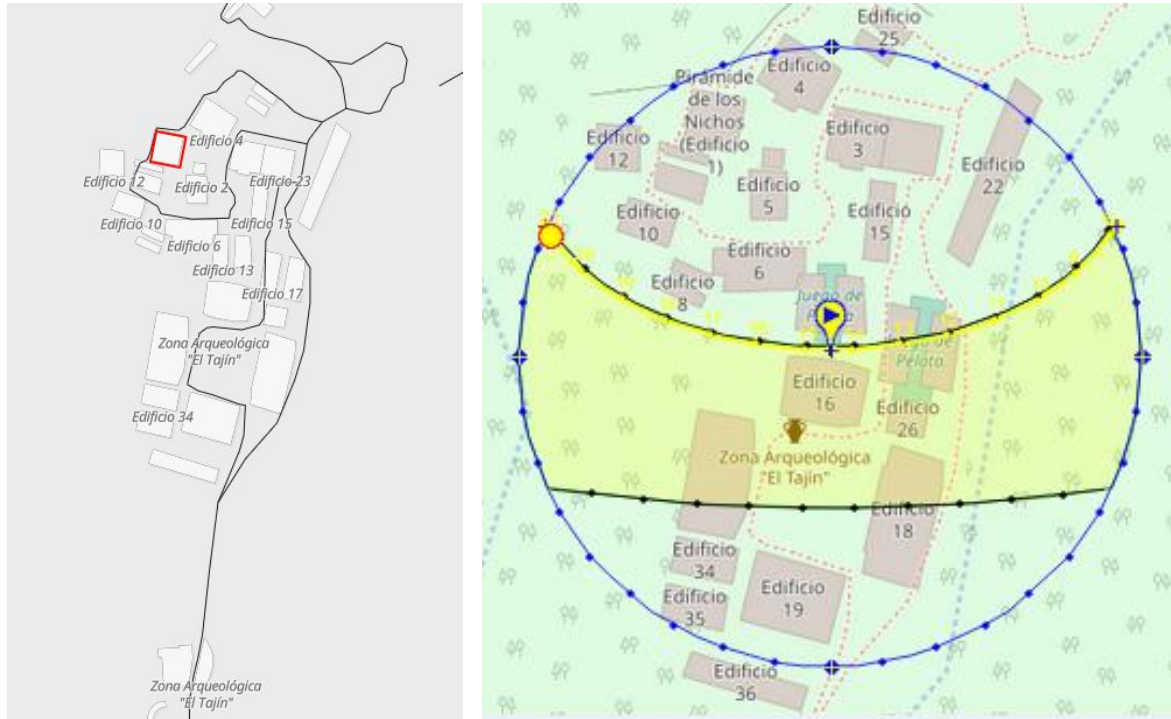 Edificio 4
Edificio 12
Edificio 2
Edificio 23
Edificio 10
Edificio 15
Edificio 6
Edificio 13
Edificio 17
Zona Arqueológica
"El Tajín"
Edificio 34
Zona Arqueológica
"El Tajín"
Edificio
25
Edificio
4
Pirámide
de los
Nichos
(Edificio
1)
Edificio
12
Edificio
3
Edificio
22
Edificio
5
Edificio
10
Edificio
15
Edificio
6
Edificio
8
Juego de
Pelota
Edificio
16
Edificio
26
Zona Arqueológica
"El Tajín"
Edificio
18
Edificio
34
Edificio
35
Edificio
19
Edificio
36